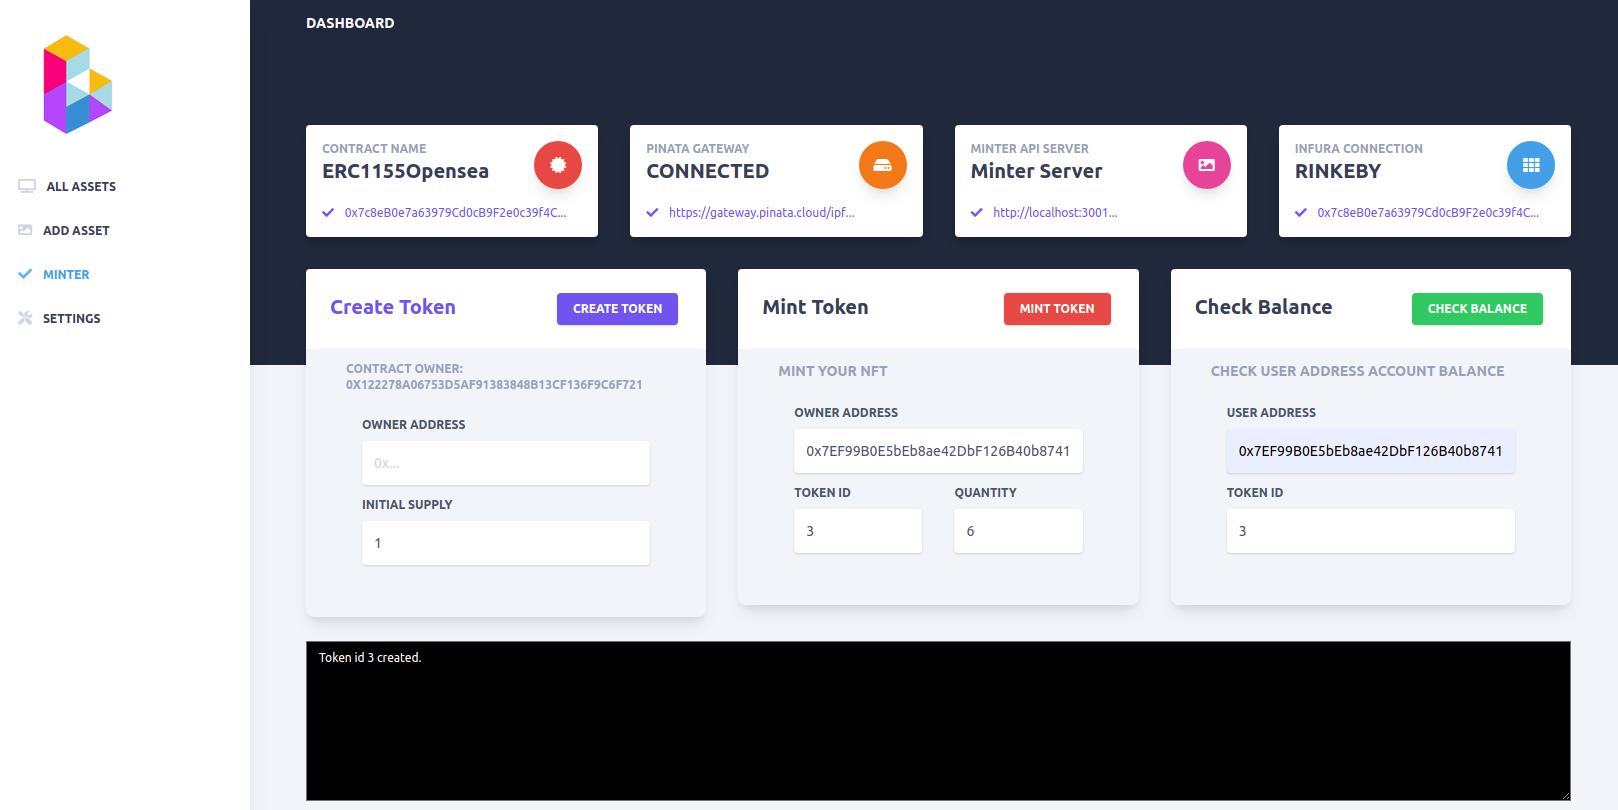 DASHBOARD
ALL ASSETS
ADD ASSET
MINTER
SETTINGS
CONTRACT NAME
ERC1155Opensea
0x7c8eB0e7a63979Cd0cB9F2e0c39f4C...
PINATA GATEWAY
CONNECTED
https://gateway.pinata.cloud/ipf...
MINTER API SERVER
Minter Server
http://localhost:3001...
INFURA CONNECTION
RINKEBY
0x7c8eB0e7a63979Cd0cB9F2e0c39f4C...
Create Token
CREATE TOKEN
CONTRACT OWNER:
0X122278A06753D5AF91383848B13CF136F9C6F721
OWNER ADDRESS
0x...
INITIAL SUPPLY
1
Mint Token
MINT TOKEN
MINT YOUR NFT
OWNER ADDRESS
0x7EF99B0E5bEb8ae42DbF126B40b8741
TOKEN ID
QUANTITY
3
6
Check Balance
CHECK BALANCE
CHECK USER ADDRESS ACCOUNT BALANCE
USER ADDRESS
0x7EF99B0E5bEb8ae42DbF126B40b8741
TOKEN ID
3
Token id 3 created.